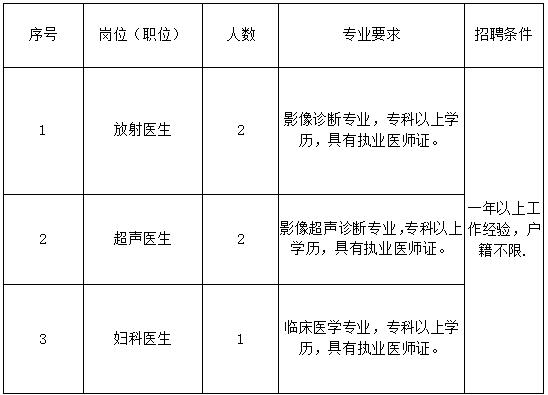 序号 岗位（职位） 人数 专业要求 招聘条件
1 放射医生 2 影像诊断专业，专科以上学
历，具有执业医师证。
2 超声医生 2 影像超声诊断专业，专科以上
学历，具有执业医师证。
3 妇科医生 1 临床医学专业，专科以上学
历，具有执业医师证。
一年以上工
作经验，户
籍不限.